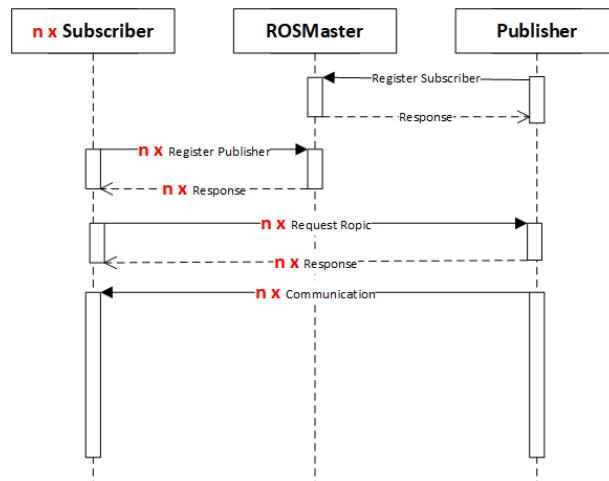 n x Subscriber
ROSMaster
Publisher
Register Subscriber
Response
n x Register Publisher
n x Response
n x Request Ropic
n x Response
n x Communication